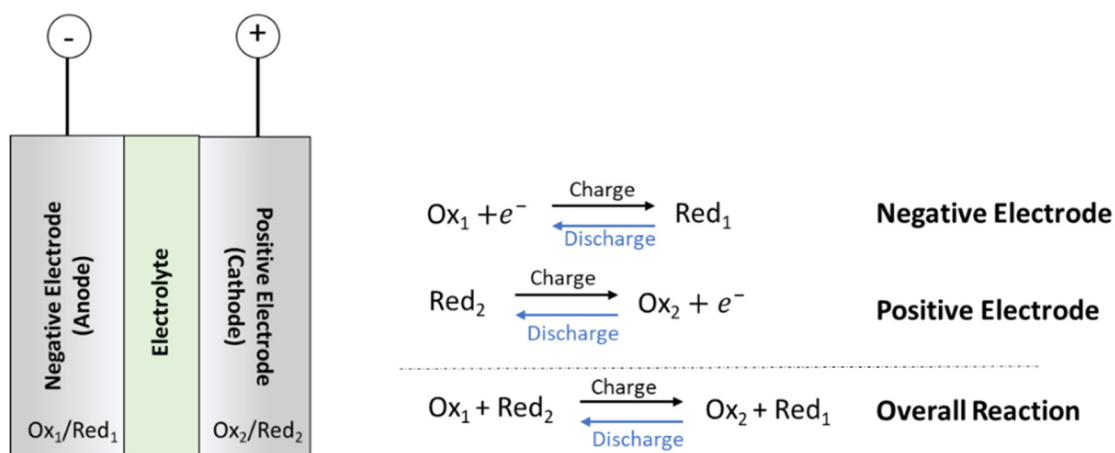 -
+
Negative Electrode
(Anode)
Electrolyte
Positive Electrode
(Cathode)
Ox₁/Red₁
Ox₂/Red₂
Charge
Ox₁ +e⁻ Red₁ Negative Electrode
Discharge
Charge
Red₂ Ox₂ + e⁻ Positive Electrode
Discharge
Charge
Ox₁ + Red₂ Ox₂ + Red₁ Overall Reaction
Discharge